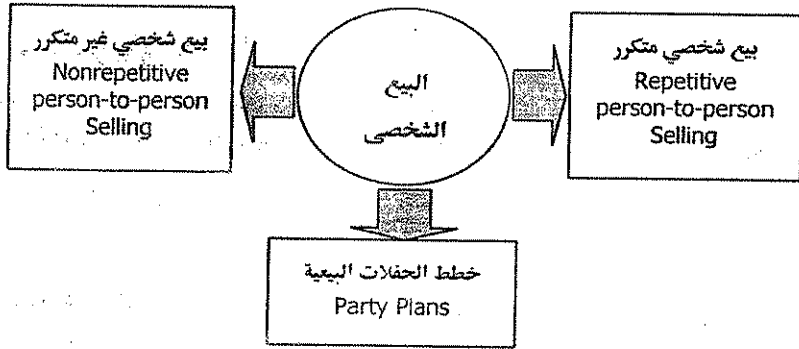 بيع شخصي غير متكرر
Nonrepetitive
person-to-person
Selling
البيع
الشخصى
بيع شخصي متكرر
Repetitive
person-to-person
Selling
خطط الحفلات البيعية
Party Plans